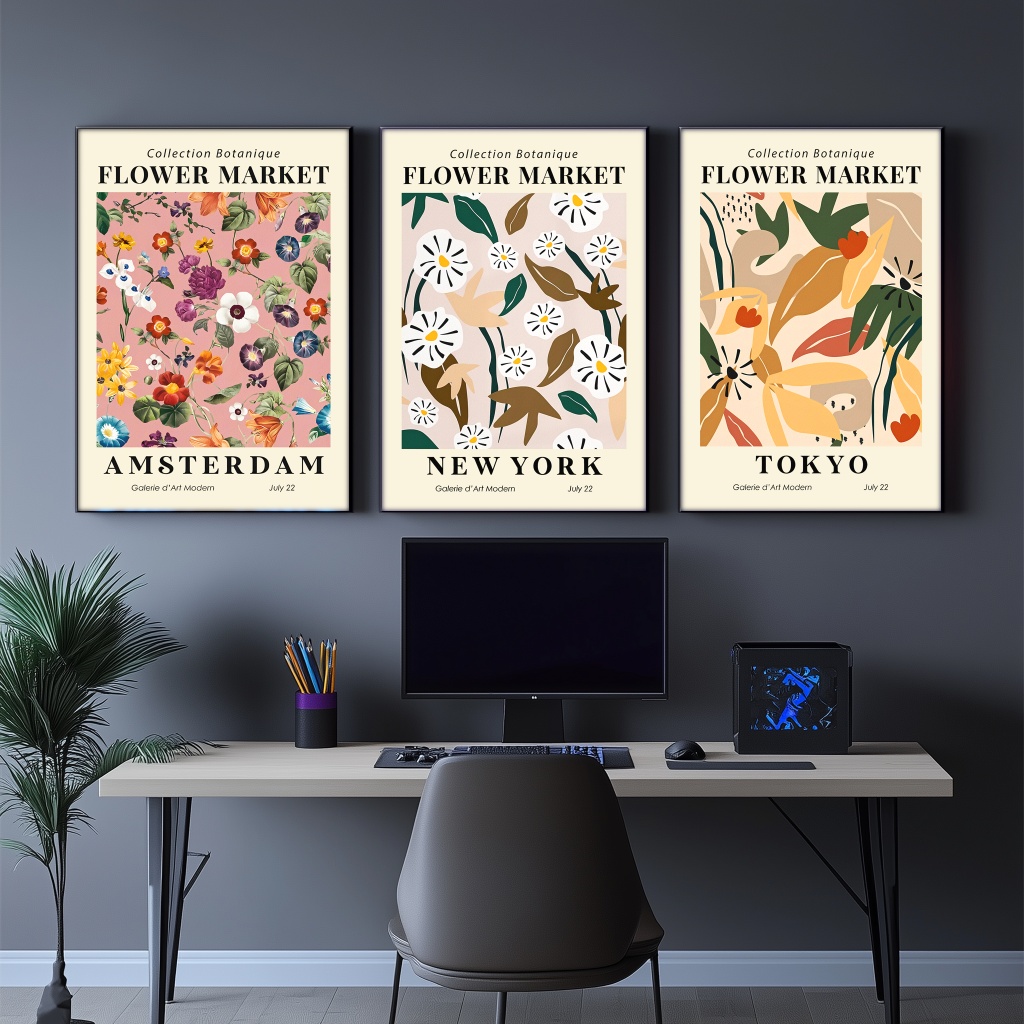 Collection Botanique
FLOWER MARKET
AMSTERDAM
Galerie d'Art Modern July 22
Collection Botanique
FLOWER MARKET
NEW YORK
Galerie d'Art Modern July 22
Collection Botanique
FLOWER MARKET
TOKYO
Galerie d'Art Modern July 22